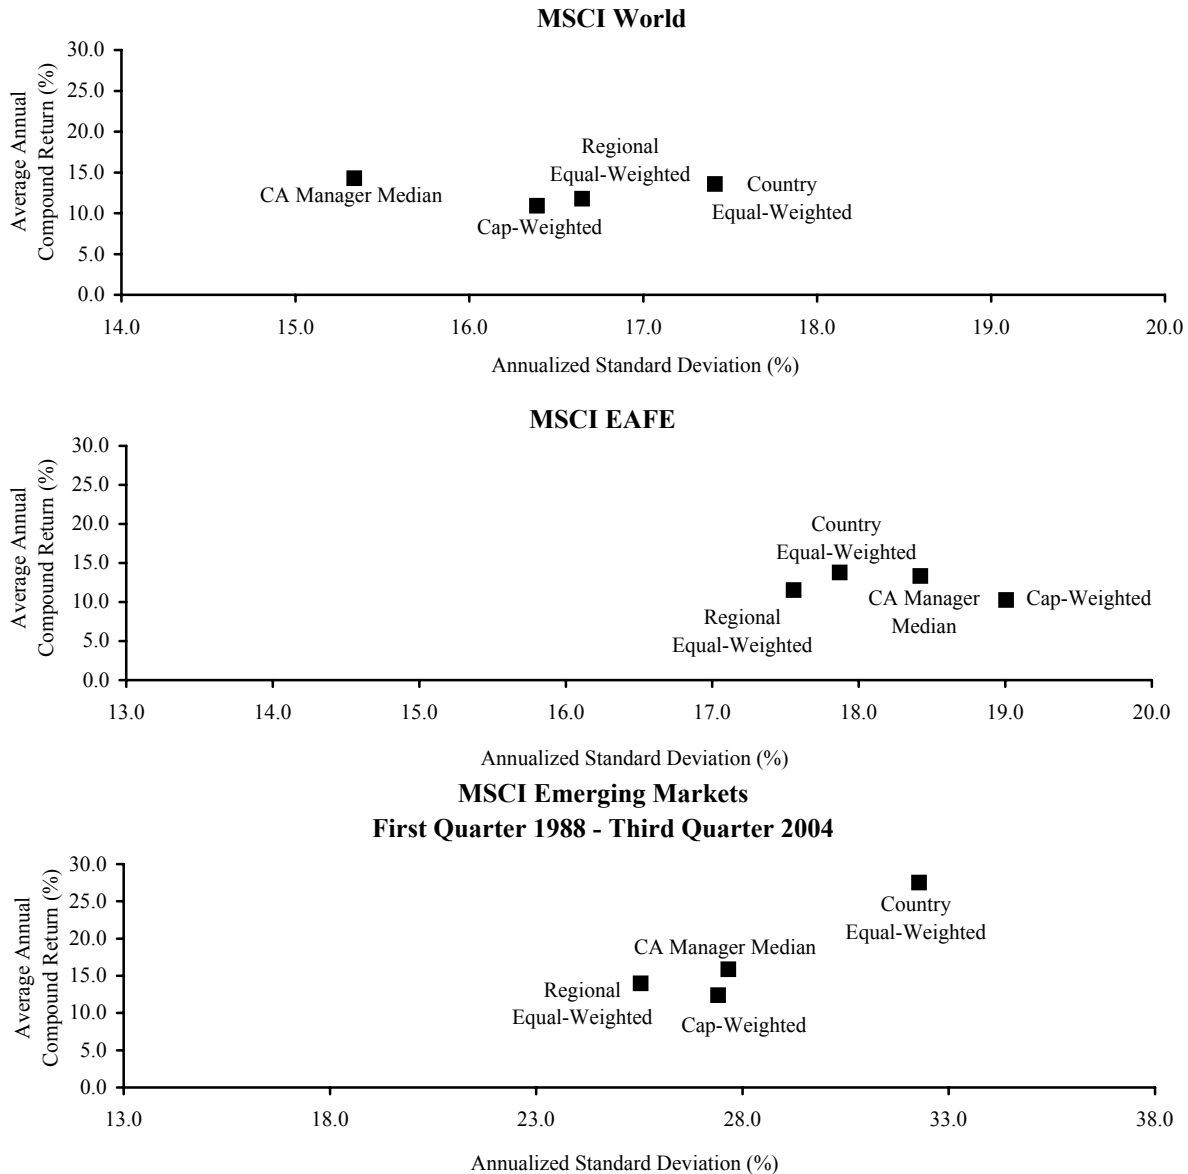 MSCI World
Average Annual
Compound Return (%)
30.0
25.0
20.0
15.0
10.0
5.0
0.0
CA Manager Median
Cap-Weighted
Regional
Equal-Weighted
Country
Equal-Weighted
14.0 15.0 16.0 17.0 18.0 19.0 20.0
Annualized Standard Deviation (%)
MSCI EAFE
Average Annual
Compound Return (%)
30.0
25.0
20.0
15.0
10.0
5.0
0.0
Country
Equal-Weighted
Regional
Equal-Weighted
CA Manager
Median
Cap-Weighted
13.0 14.0 15.0 16.0 17.0 18.0 19.0 20.0
Annualized Standard Deviation (%)
MSCI Emerging Markets
First Quarter 1988 - Third Quarter 2004
Average Annual
Compound Return (%)
30.0
25.0
20.0
15.0
10.0
5.0
0.0
Country
Equal-Weighted
CA Manager Median
Regional
Equal-Weighted
Cap-Weighted
13.0 18.0 23.0 28.0 33.0 38.0
Annualized Standard Deviation (%)